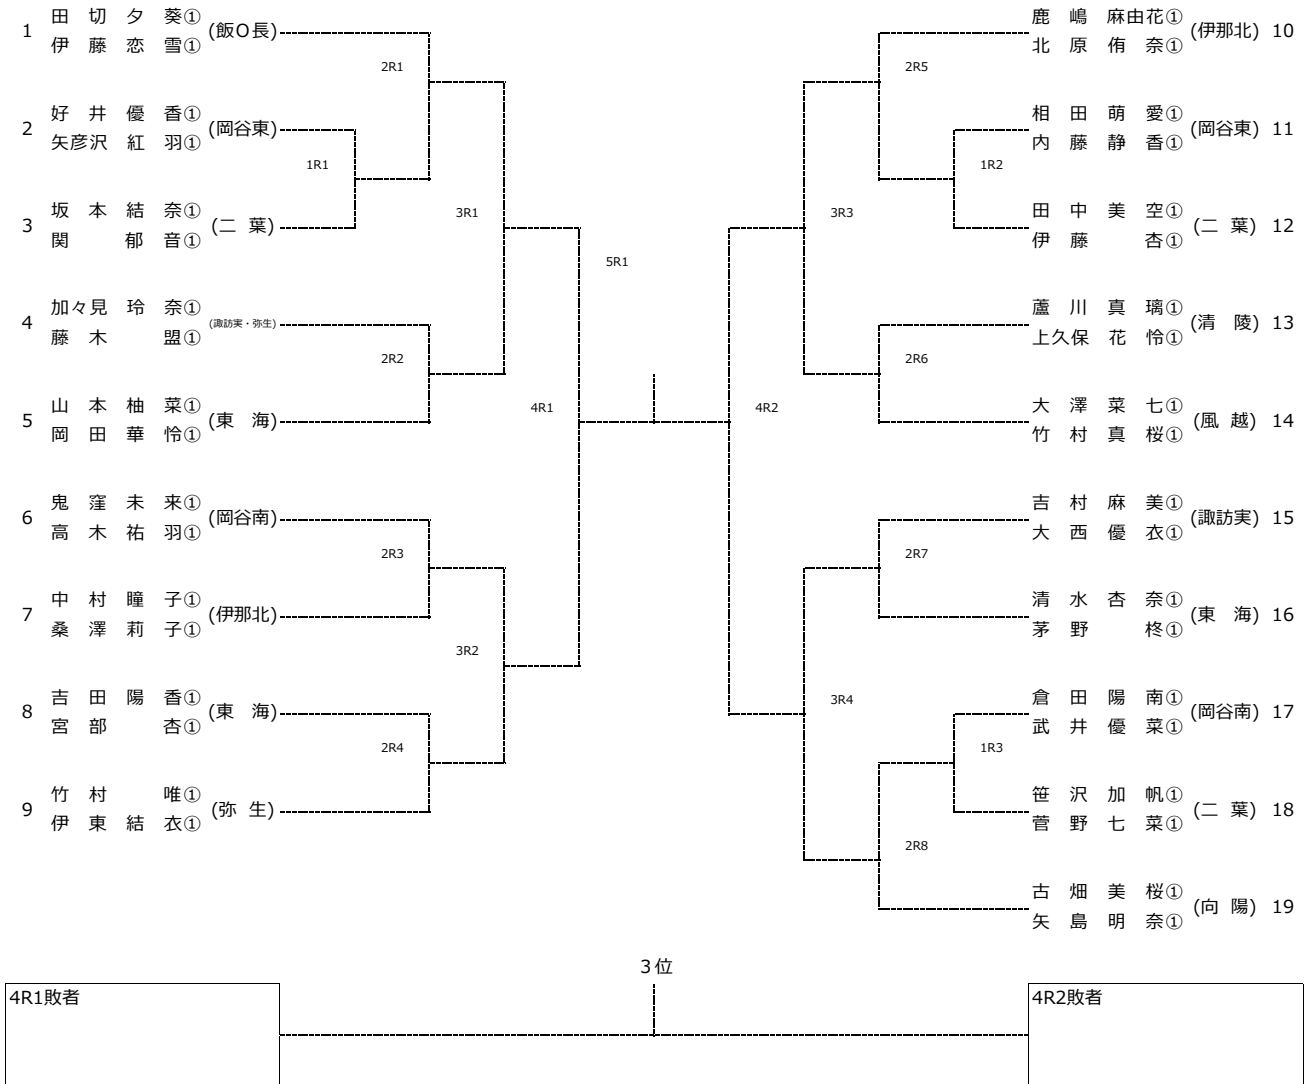 1 田切夕葵① (飯O長)
伊藤恋雪①
2R1
2 好井優香① (岡谷東)
矢彦沢紅羽①
1R1
3 坂本結奈① (二葉)
関郁音①
3R1
4 加々見玲奈① (諏訪実・弥生)
藤木盟①
2R2
5 山本柚菜① (東海)
岡田華怜①
4R1
6 鬼窪未来① (岡谷南)
高木祐羽①
2R3
7 中村瞳子① (伊那北)
桑澤莉子①
3R2
8 吉田陽香① (東海)
宮部杏①
2R4
9 竹村唯① (弥生)
伊東結衣①
5R1
鹿嶋麻由花① (伊那北) 10
北原侑奈①
2R5
相田萌愛① (岡谷東) 11
内藤静香①
1R2
田中美空① (二葉) 12
伊藤杏①
3R3
蘆川真璃① (清陵) 13
上久保花怜①
2R6
大澤菜七① (風越) 14
竹村真桜①
4R2
吉村麻美① (諏訪実) 15
大西優衣①
2R7
清水杏奈① (東海) 16
茅野柊①
3R4
倉田陽南① (岡谷南) 17
武井優菜①
1R3
笹沢加帆① (二葉) 18
菅野七菜①
2R8
古畑美桜① (向陽) 19
矢島明奈①
３位
4R1敗者
4R2敗者